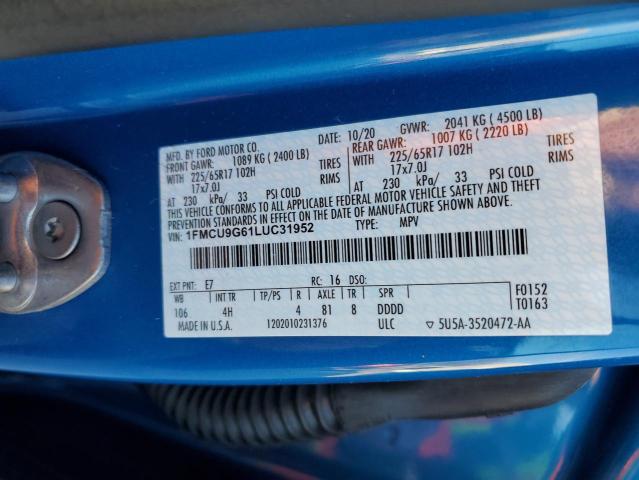 MFD. BY FORD MOTOR CO. DATE: 10/20 GVWR: 2041 KG ( 4500 LB)
FRONT GAWR: 1089 KG ( 2400 LB) REAR GAWR: 1007 KG ( 2220 LB)
WITH 225/65R17 102H TIRES WITH 225/65R17 102H TIRES
17x7.0J RIMS 17x7.0J RIMS
AT 230 kPa/ 33 PSI COLD AT 230 kPa/ 33 PSI COLD
THIS VEHICLE CONFORMS TO ALL APPLICABLE FEDERAL MOTOR VEHICLE SAFETY AND THEFT
PREVENTION STANDARDS IN EFFECT ON THE DATE OF MANUFACTURE SHOWN ABOVE.
VIN: 1FMCU9G61LUC31952 TYPE: MPV
EXT PNT: E7 RC: 16 DSO: F0152
WB INT TR TP/PS R AXLE TR SPR T0163
106 4H 4 81 8 DDDD
MADE IN U.S.A. 1202010231376 ULC ▽ 5U5A-3520472-AA